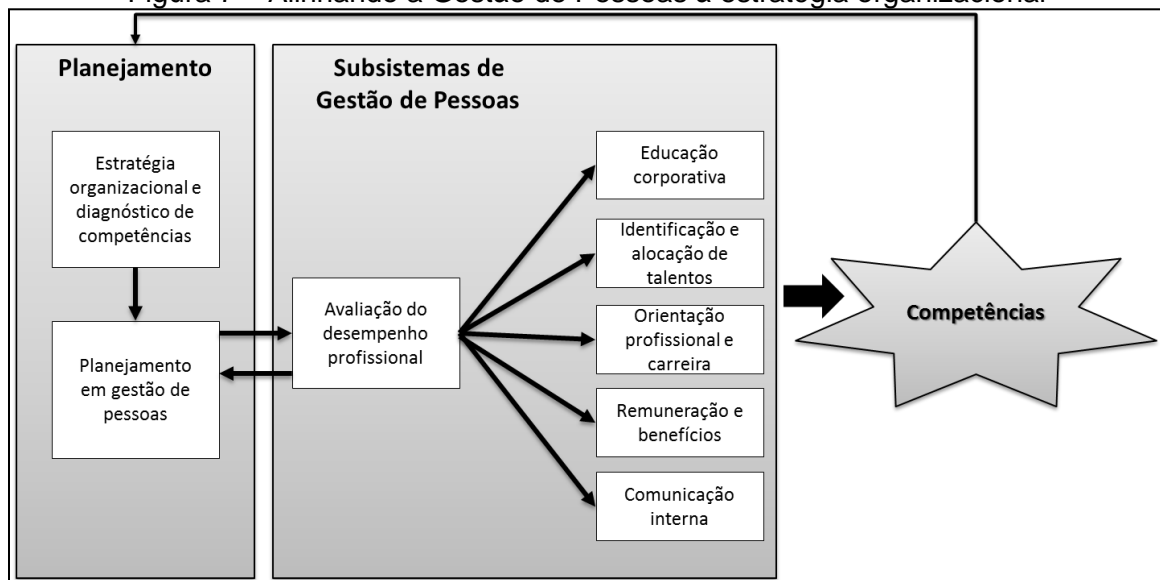 Alinhando a Gestão de Pessoas à estratégia organizacional
Planejamento
Estratégia
organizacional e
diagnóstico de
competências
Planejamento
em gestão de
pessoas
Subsistemas de
Gestão de Pessoas
Avaliação do
desempenho
profissional
Educação
corporativa
Identificação e
alocação de
talentos
Orientação
profissional e
carreira
Remuneração e
benefícios
Comunicação
interna
Competências